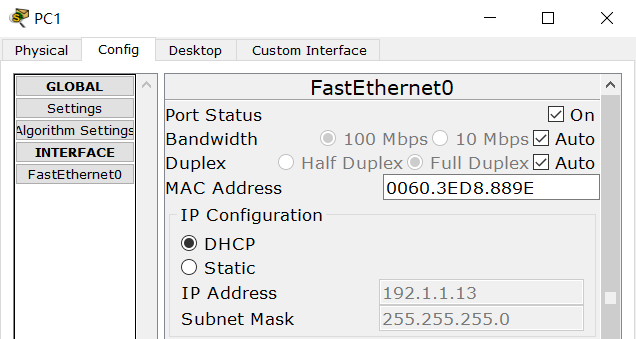 PC1
Physical Config Desktop Custom Interface
GLOBAL
Settings
Algorithm Settings
INTERFACE
FastEthernet0
FastEthernet0
Port Status On
Bandwidth 100 Mbps 10 Mbps Auto
Duplex Half Duplex Full Duplex Auto
MAC Address 0060.3ED8.889E
IP Configuration
DHCP
Static
IP Address 192.1.1.13
Subnet Mask 255.255.255.0